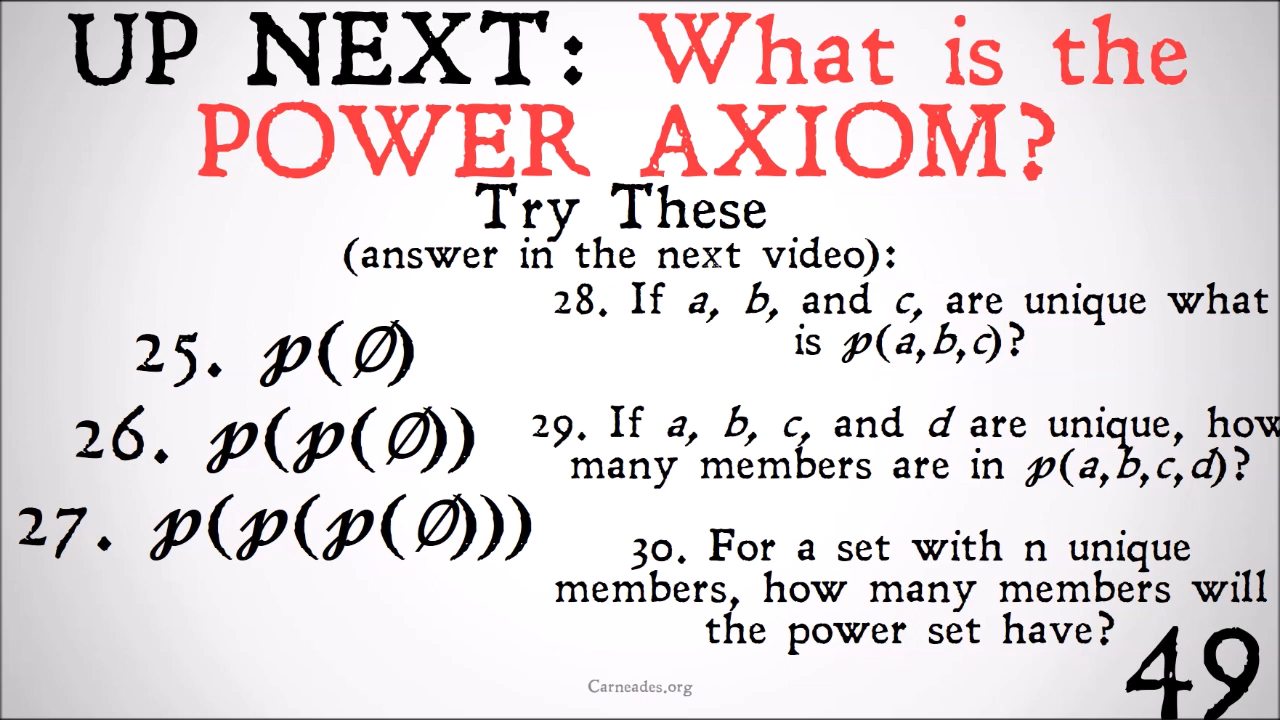 UP NEXT: What is the
POWER AXIOM?
Try These
(answer in the next video):
25. p(∅)
26. p(p(∅))
27. p(p(p(∅)))
28. If a, b, and c, are unique what
is p(a,b,c)?
29. If a, b, c, and d are unique, how
many members are in p(a,b,c,d)?
30. For a set with n unique
members, how many members will
the power set have?
49
Carneades.org